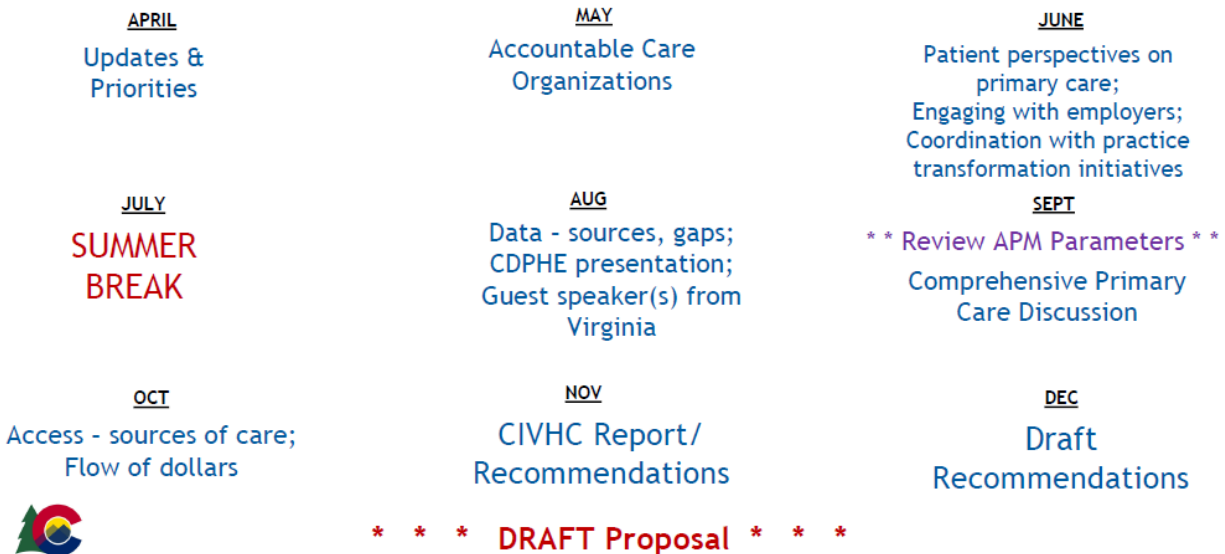 APRIL
Updates &
Priorities
MAY
Accountable Care
Organizations
JUNE
Patient perspectives on
primary care;
Engaging with employers;
Coordination with practice
transformation initiatives
JULY
SUMMER
BREAK
AUG
Data - sources, gaps;
CDPHE presentation;
Guest speaker(s) from
Virginia
SEPT
* * Review APM Parameters * *
Comprehensive Primary
Care Discussion
OCT
Access - sources of care;
Flow of dollars
NOV
CIVHC Report/
Recommendations
DEC
Draft
Recommendations
* * * DRAFT Proposal * * *